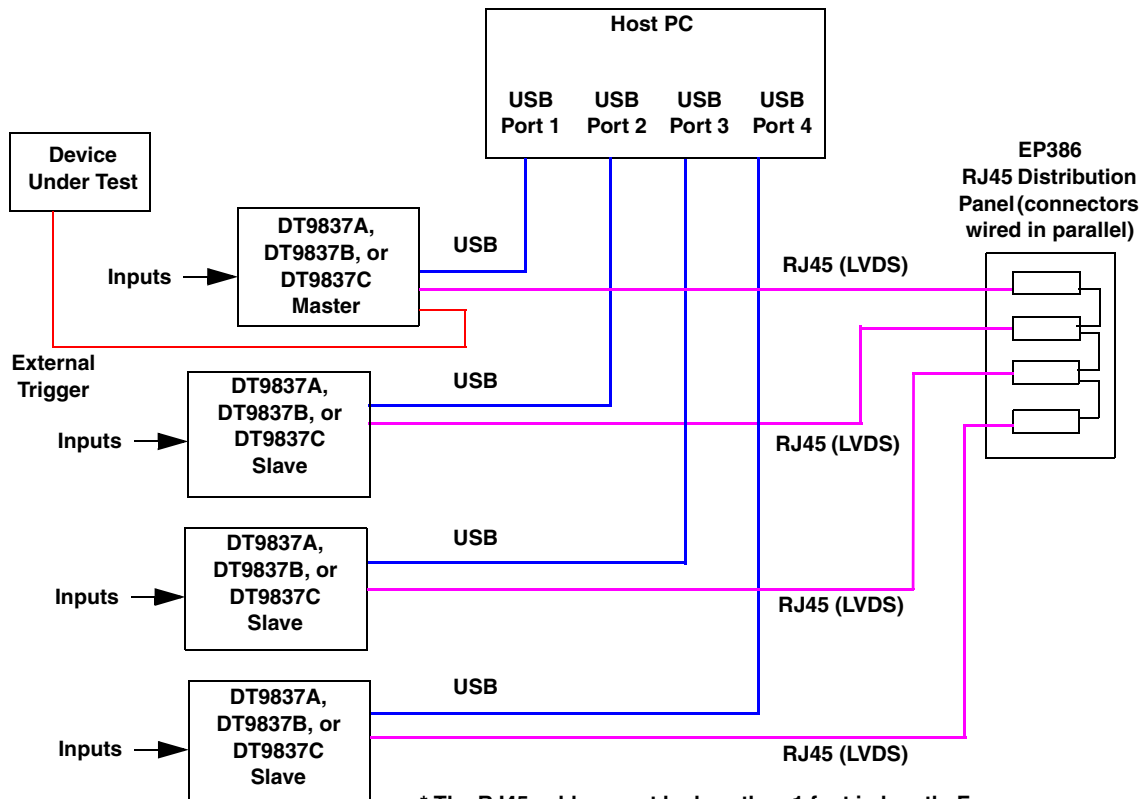 Host PC
USB
Port 1
USB
Port 2
USB
Port 3
USB
Port 4
Device
Under Test
EP386
RJ45 Distribution
Panel (connectors
wired in parallel)
DT9837A,
DT9837B, or
DT9837C
Master
Inputs
USB
RJ45 (LVDS)
External
Trigger
DT9837A,
DT9837B, or
DT9837C
Slave
Inputs
USB
RJ45 (LVDS)
DT9837A,
DT9837B, or
DT9837C
Slave
Inputs
USB
RJ45 (LVDS)
DT9837A,
DT9837B, or
DT9837C
Slave
Inputs
USB
RJ45 (LVDS)